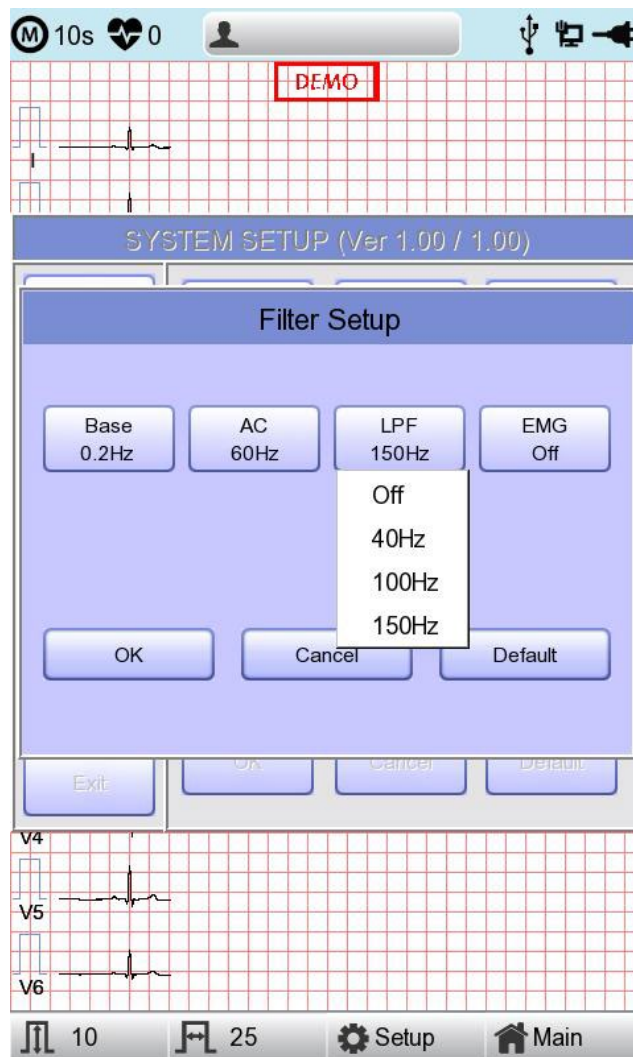 M 10s 0
DEMO
I
SYSTEM SETUP (Ver 1.00 / 1.00)
Filter Setup
Base AC LPF EMG
0.2Hz 60Hz 150Hz Off
Off
40Hz
100Hz
150Hz
OK Cancel Default
Exit OK Cancel Default
V4
V5
V6
10 25 Setup Main